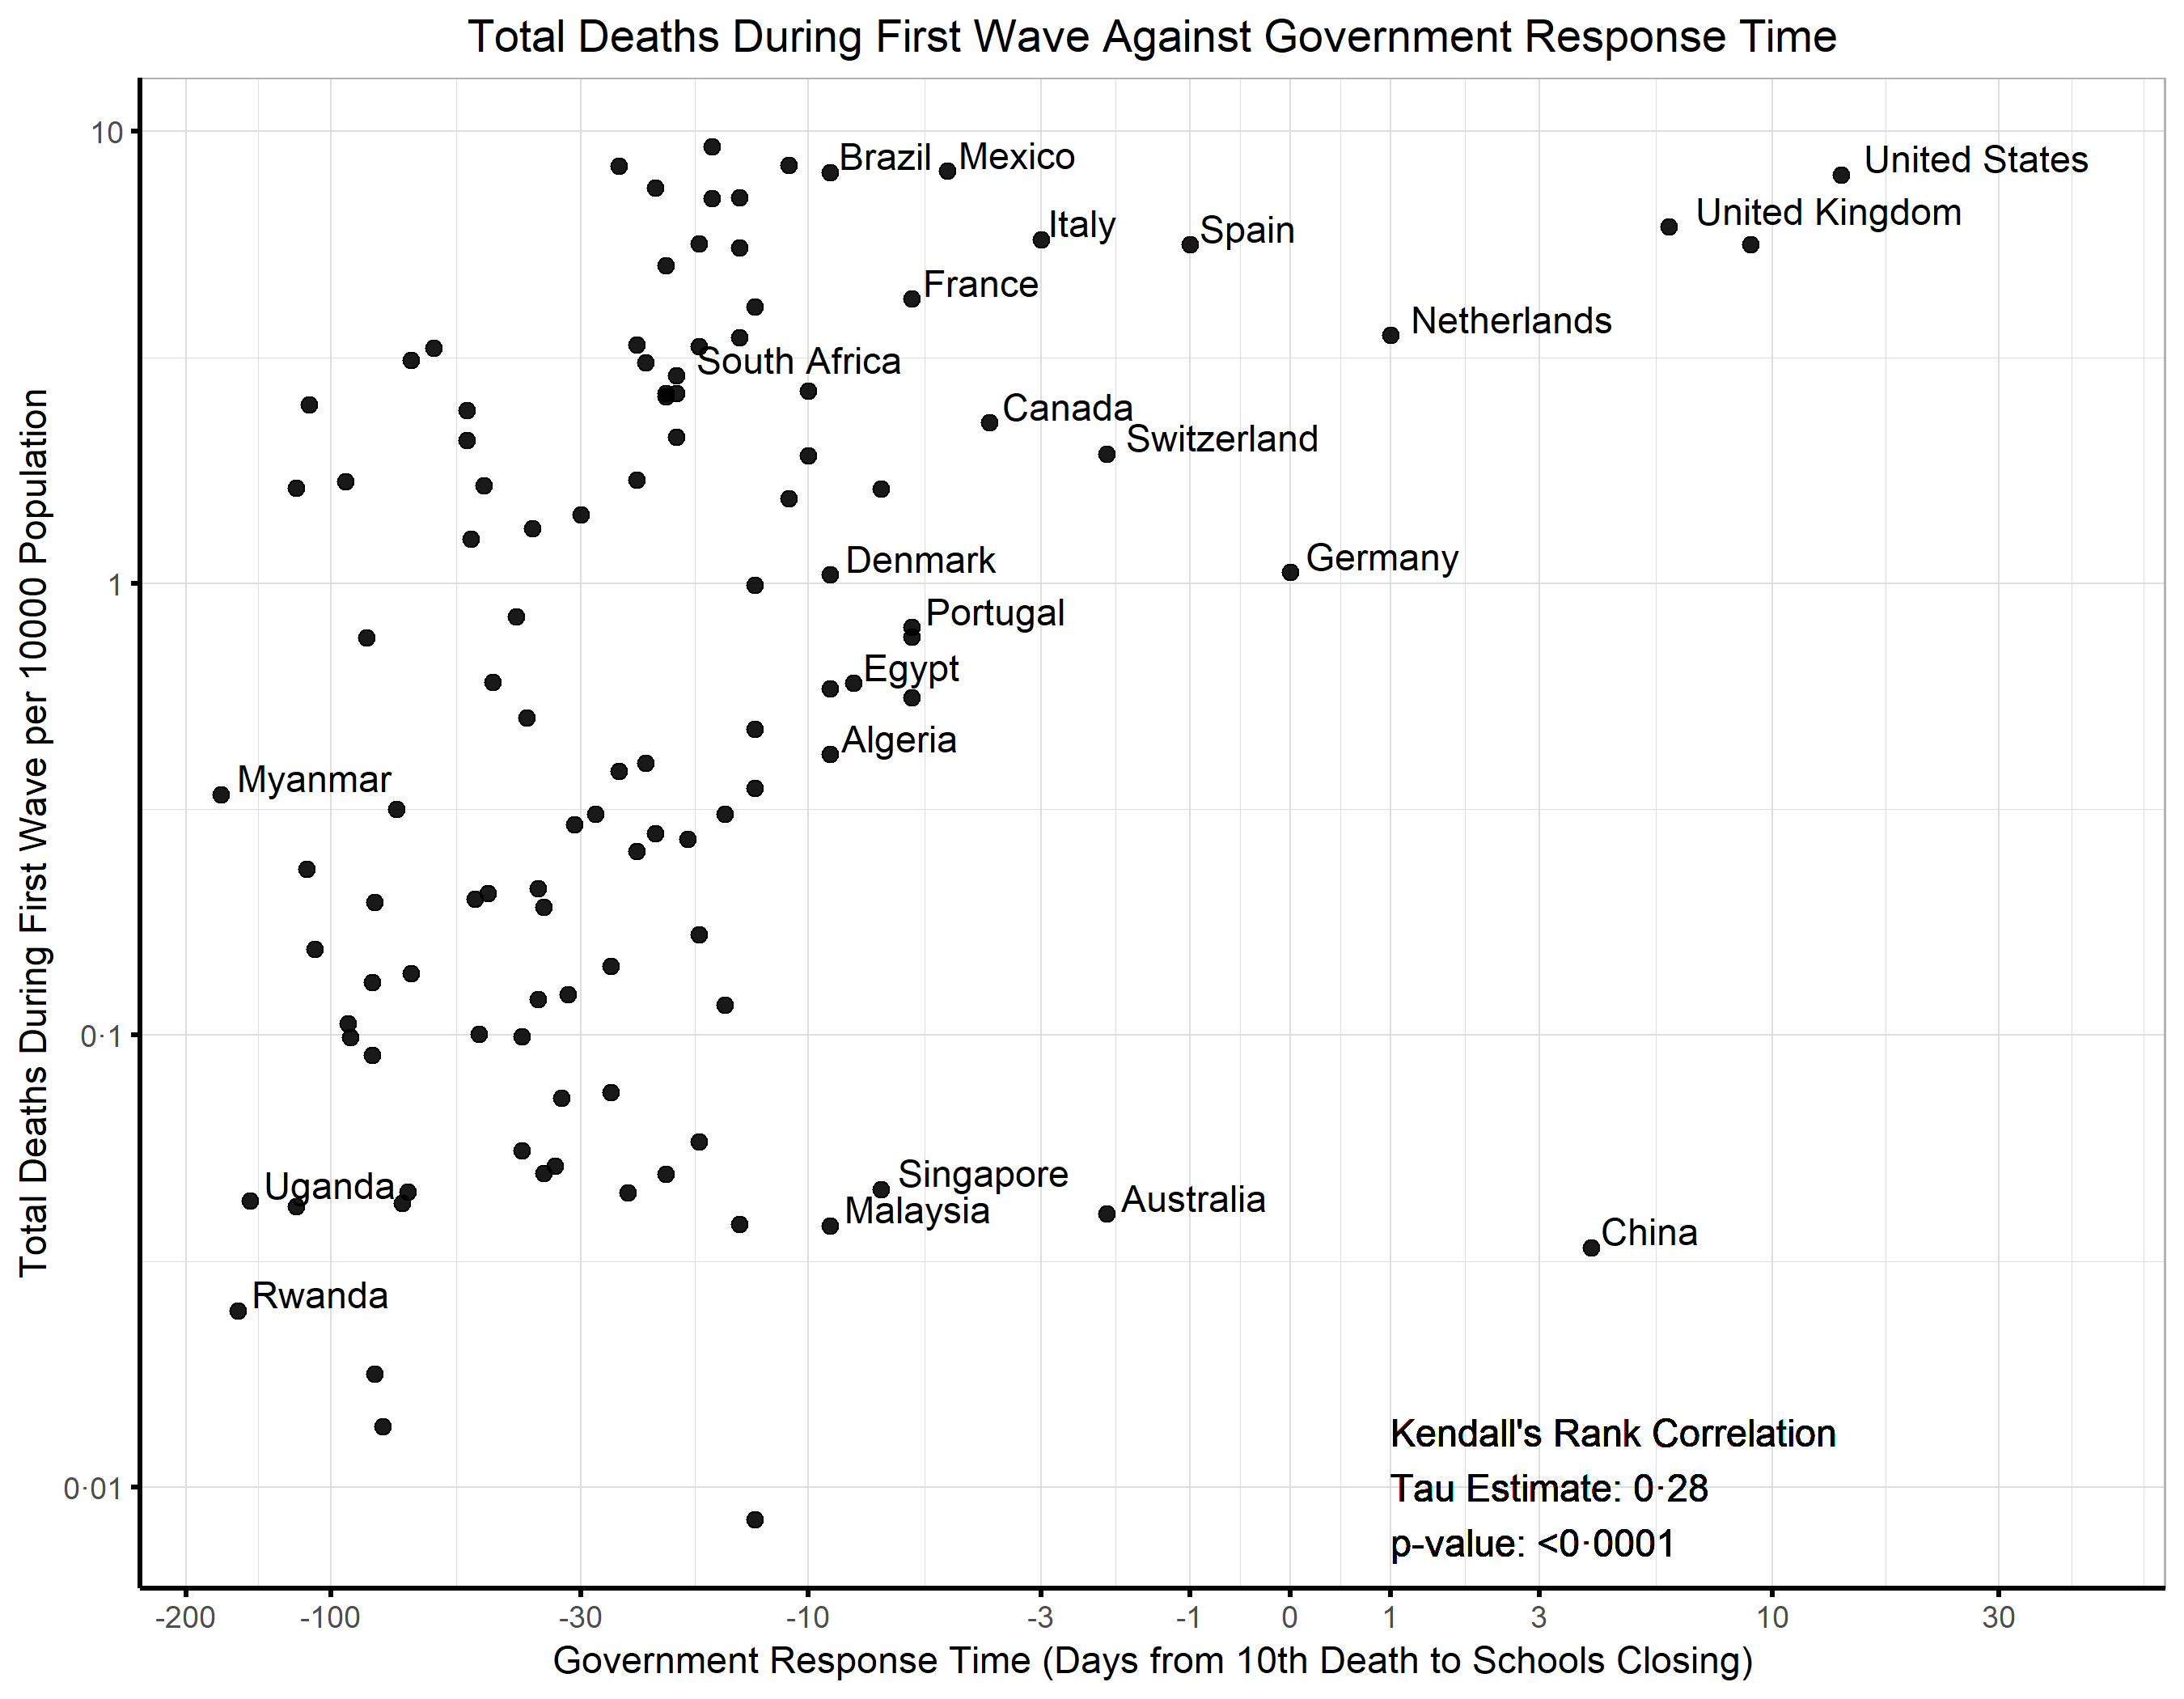 Total Deaths During First Wave Against Government Response Time
Total Deaths During First Wave per 10000 Population
10
1
0·1
0·01
Brazil
Mexico
United States
United Kingdom
Italy
Spain
France
Netherlands
South Africa
Canada
Switzerland
Denmark
Germany
Portugal
Egypt
Algeria
Myanmar
Uganda
Singapore
Malaysia
Australia
China
Rwanda
Kendall's Rank Correlation
Tau Estimate: 0·28
p-value: <0·0001
-200 -100 -30 -10 -3 -1 0 1 3 10 30
Government Response Time (Days from 10th Death to Schools Closing)